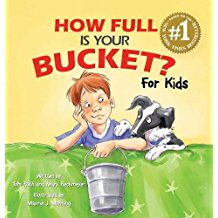 HOW FULL
IS YOUR
BUCKET?
For Kids
#1
Written by
Tom Rath and Mary Reckmeyer
Illustrated by
Maurie J. Manning